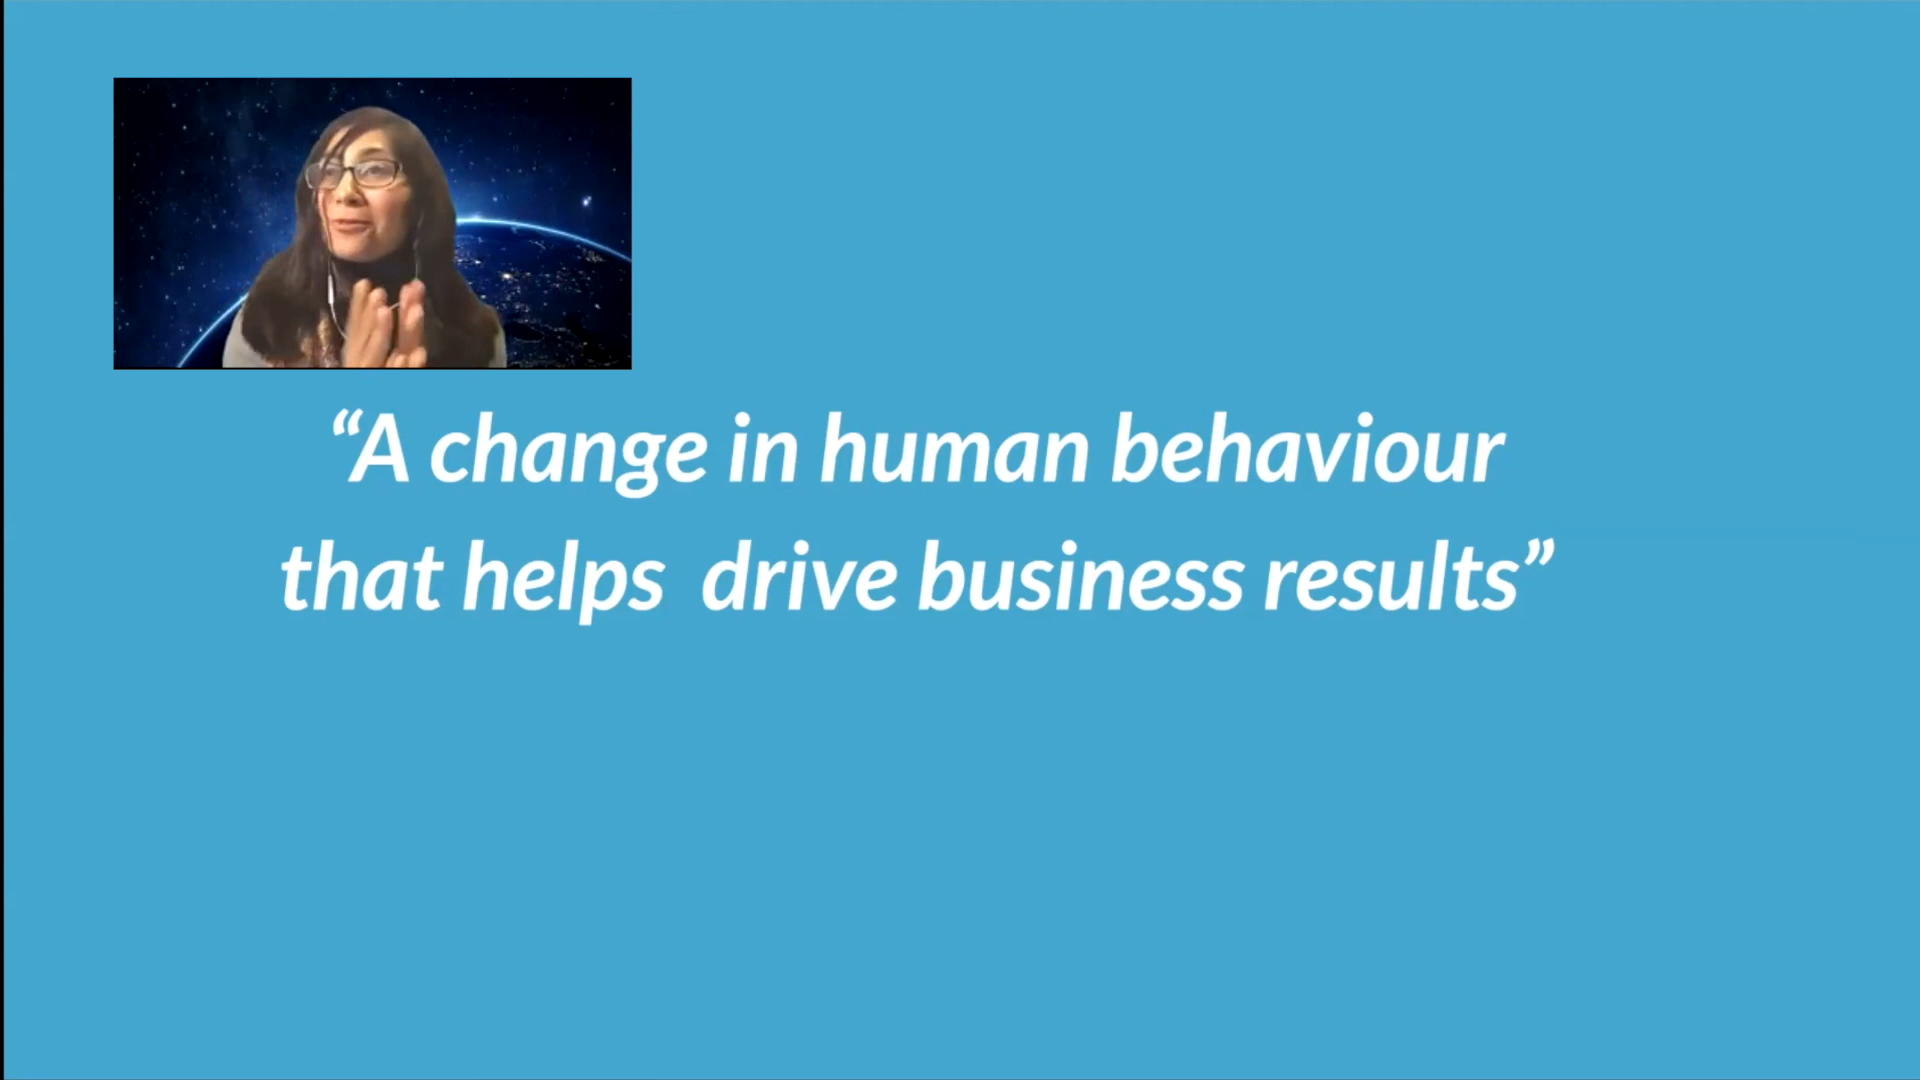 “A change in human behaviour
that helps  drive business results”